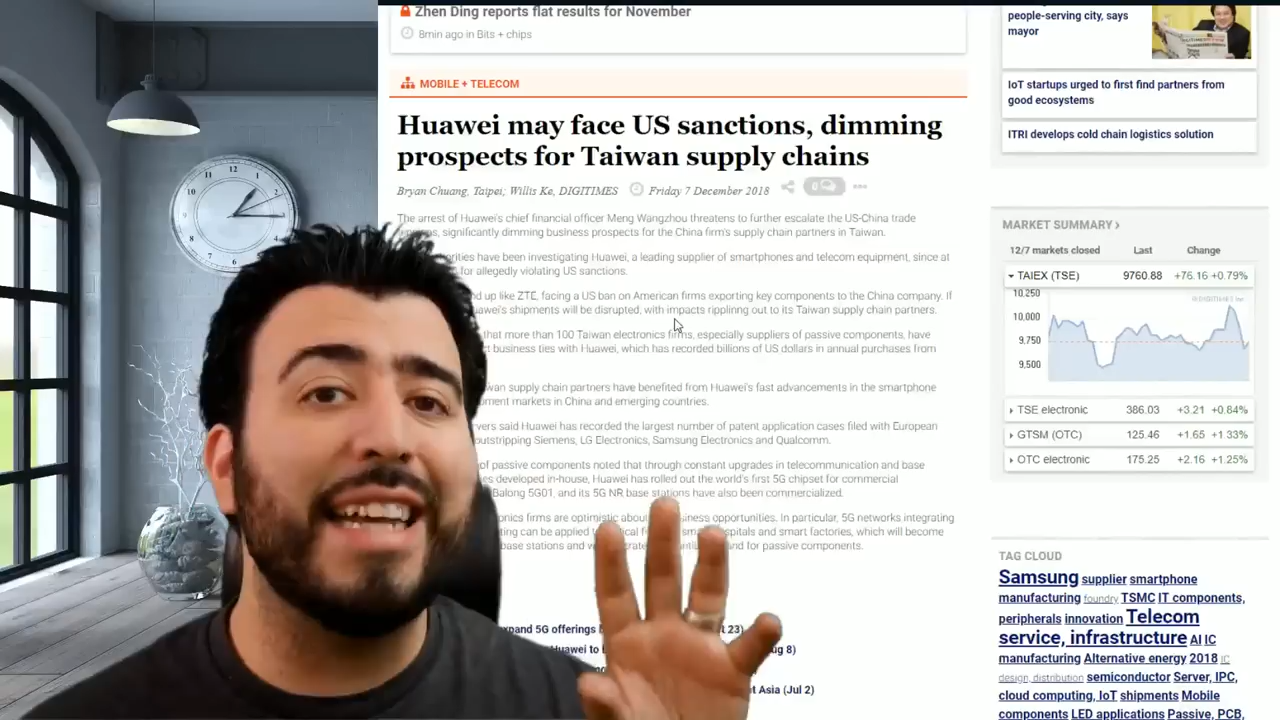 Zhen Ding reports flat results for November
8min ago in Bits + chips
MOBILE + TELECOM
Huawei may face US sanctions, dimming
prospects for Taiwan supply chains
Bryan Chuang, Taipei; Willis Ke, DIGITIMES Friday 7 December 2018 0
The arrest of Huawei's chief financial officer Meng Wangzhou threatens to further escalate the US-China trade
significantly dimming business prospects for the China firm's supply chain partners in Taiwan.
have been investigating Huawei, a leading supplier of smartphones and telecom equipment, since at
for allegedly violating US sanctions.
up like ZTE, facing a US ban on American firms exporting key components to the China company. If
shipments will be disrupted, with impacts rippling out to its Taiwan supply chain partners.
that more than 100 Taiwan electronics firms, especially suppliers of passive components, have
business ties with Huawei, which has recorded billions of US dollars in annual purchases from
supply chain partners have benefited from Huawei's fast advancements in the smartphone
markets in China and emerging countries.
said Huawei has recorded the largest number of patent application cases filed with European
outstripping Siemens, LG Electronics, Samsung Electronics and Qualcomm.
of passive components noted that through constant upgrades in telecommunication and base
developed in-house, Huawei has rolled out the world's first 5G chipset for commercial
Balong 5G01, and its 5G NR base stations have also been commercialized.
firms are optimistic about business opportunities. In particular, 5G networks integrating
can be applied to hospitals and smart factories, which will become
base stations and for passive components.
expand 5G offerings 23)
Huawei to 8)
Asia (Jul 2)
people-serving city, says
mayor
IoT startups urged to first find partners from
good ecosystems
ITRI develops cold chain logistics solution
MARKET SUMMARY
12/7 markets closed Last Change
TAIEX (TSE) 9760.88 +76.16 +0.79%
10,250
10,000
9,750
9,500
TSE electronic 386.03 +3.21 +0.84%
GTSM (OTC) 125.46 +1.65 +1.33%
OTC electronic 175.25 +2.16 +1.25%
TAG CLOUD
Samsung supplier smartphone
manufacturing foundry TSMC IT components,
peripherals innovation Telecom
service, infrastructure AI IC
manufacturing Alternative energy 2018 IC
design, distribution semiconductor Server, IPC,
cloud computing, IoT shipments Mobile
components LED applications Passive, PCB,